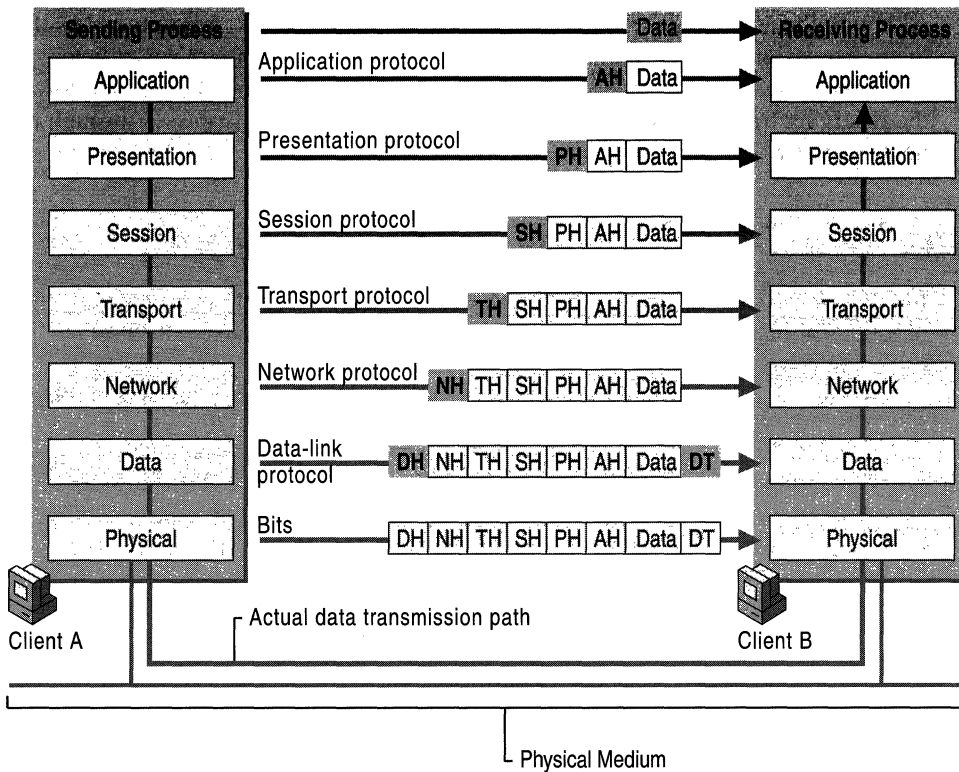 Sending Process Data Receiving Process
Application Application protocol AH Data Application
Presentation Presentation protocol PH AH Data Presentation
Session Session protocol SH PH AH Data Session
Transport Transport protocol TH SH PH AH Data Transport
Network Network protocol NH TH SH PH AH Data Network
Data Data-link protocol DH NH TH SH PH AH Data DT Data
Physical Bits DH NH TH SH PH AH Data DT Physical
Client A Actual data transmission path Client B
Physical Medium